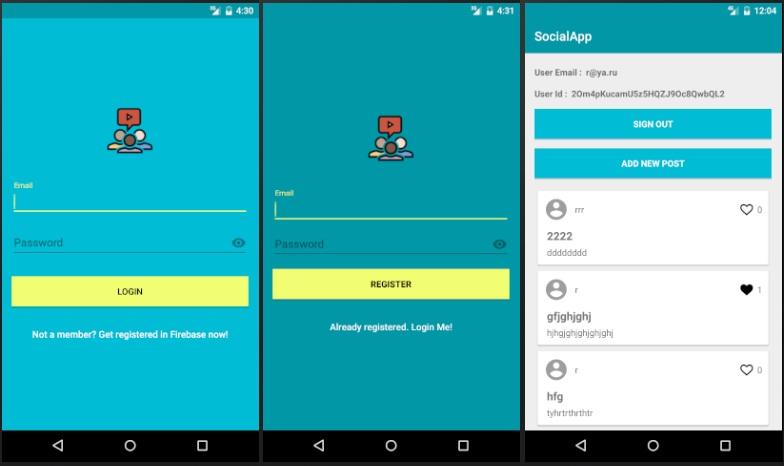 4:30
Email
Password
LOGIN
Not a member? Get registered in Firebase now!
4:31
Email
Password
REGISTER
Already registered. Login Me!
12:04
SocialApp
User Email : r@ya.ru
User Id : 2Om4pKucamU5z5HQZJ9Oc8QwbQL2
SIGN OUT
ADD NEW POST
rrr 0
2222
dddddddd
r 1
gfjghjghj
hjhgjghjghjghjghj
r 0
hfg
tyhrtrthrthtr